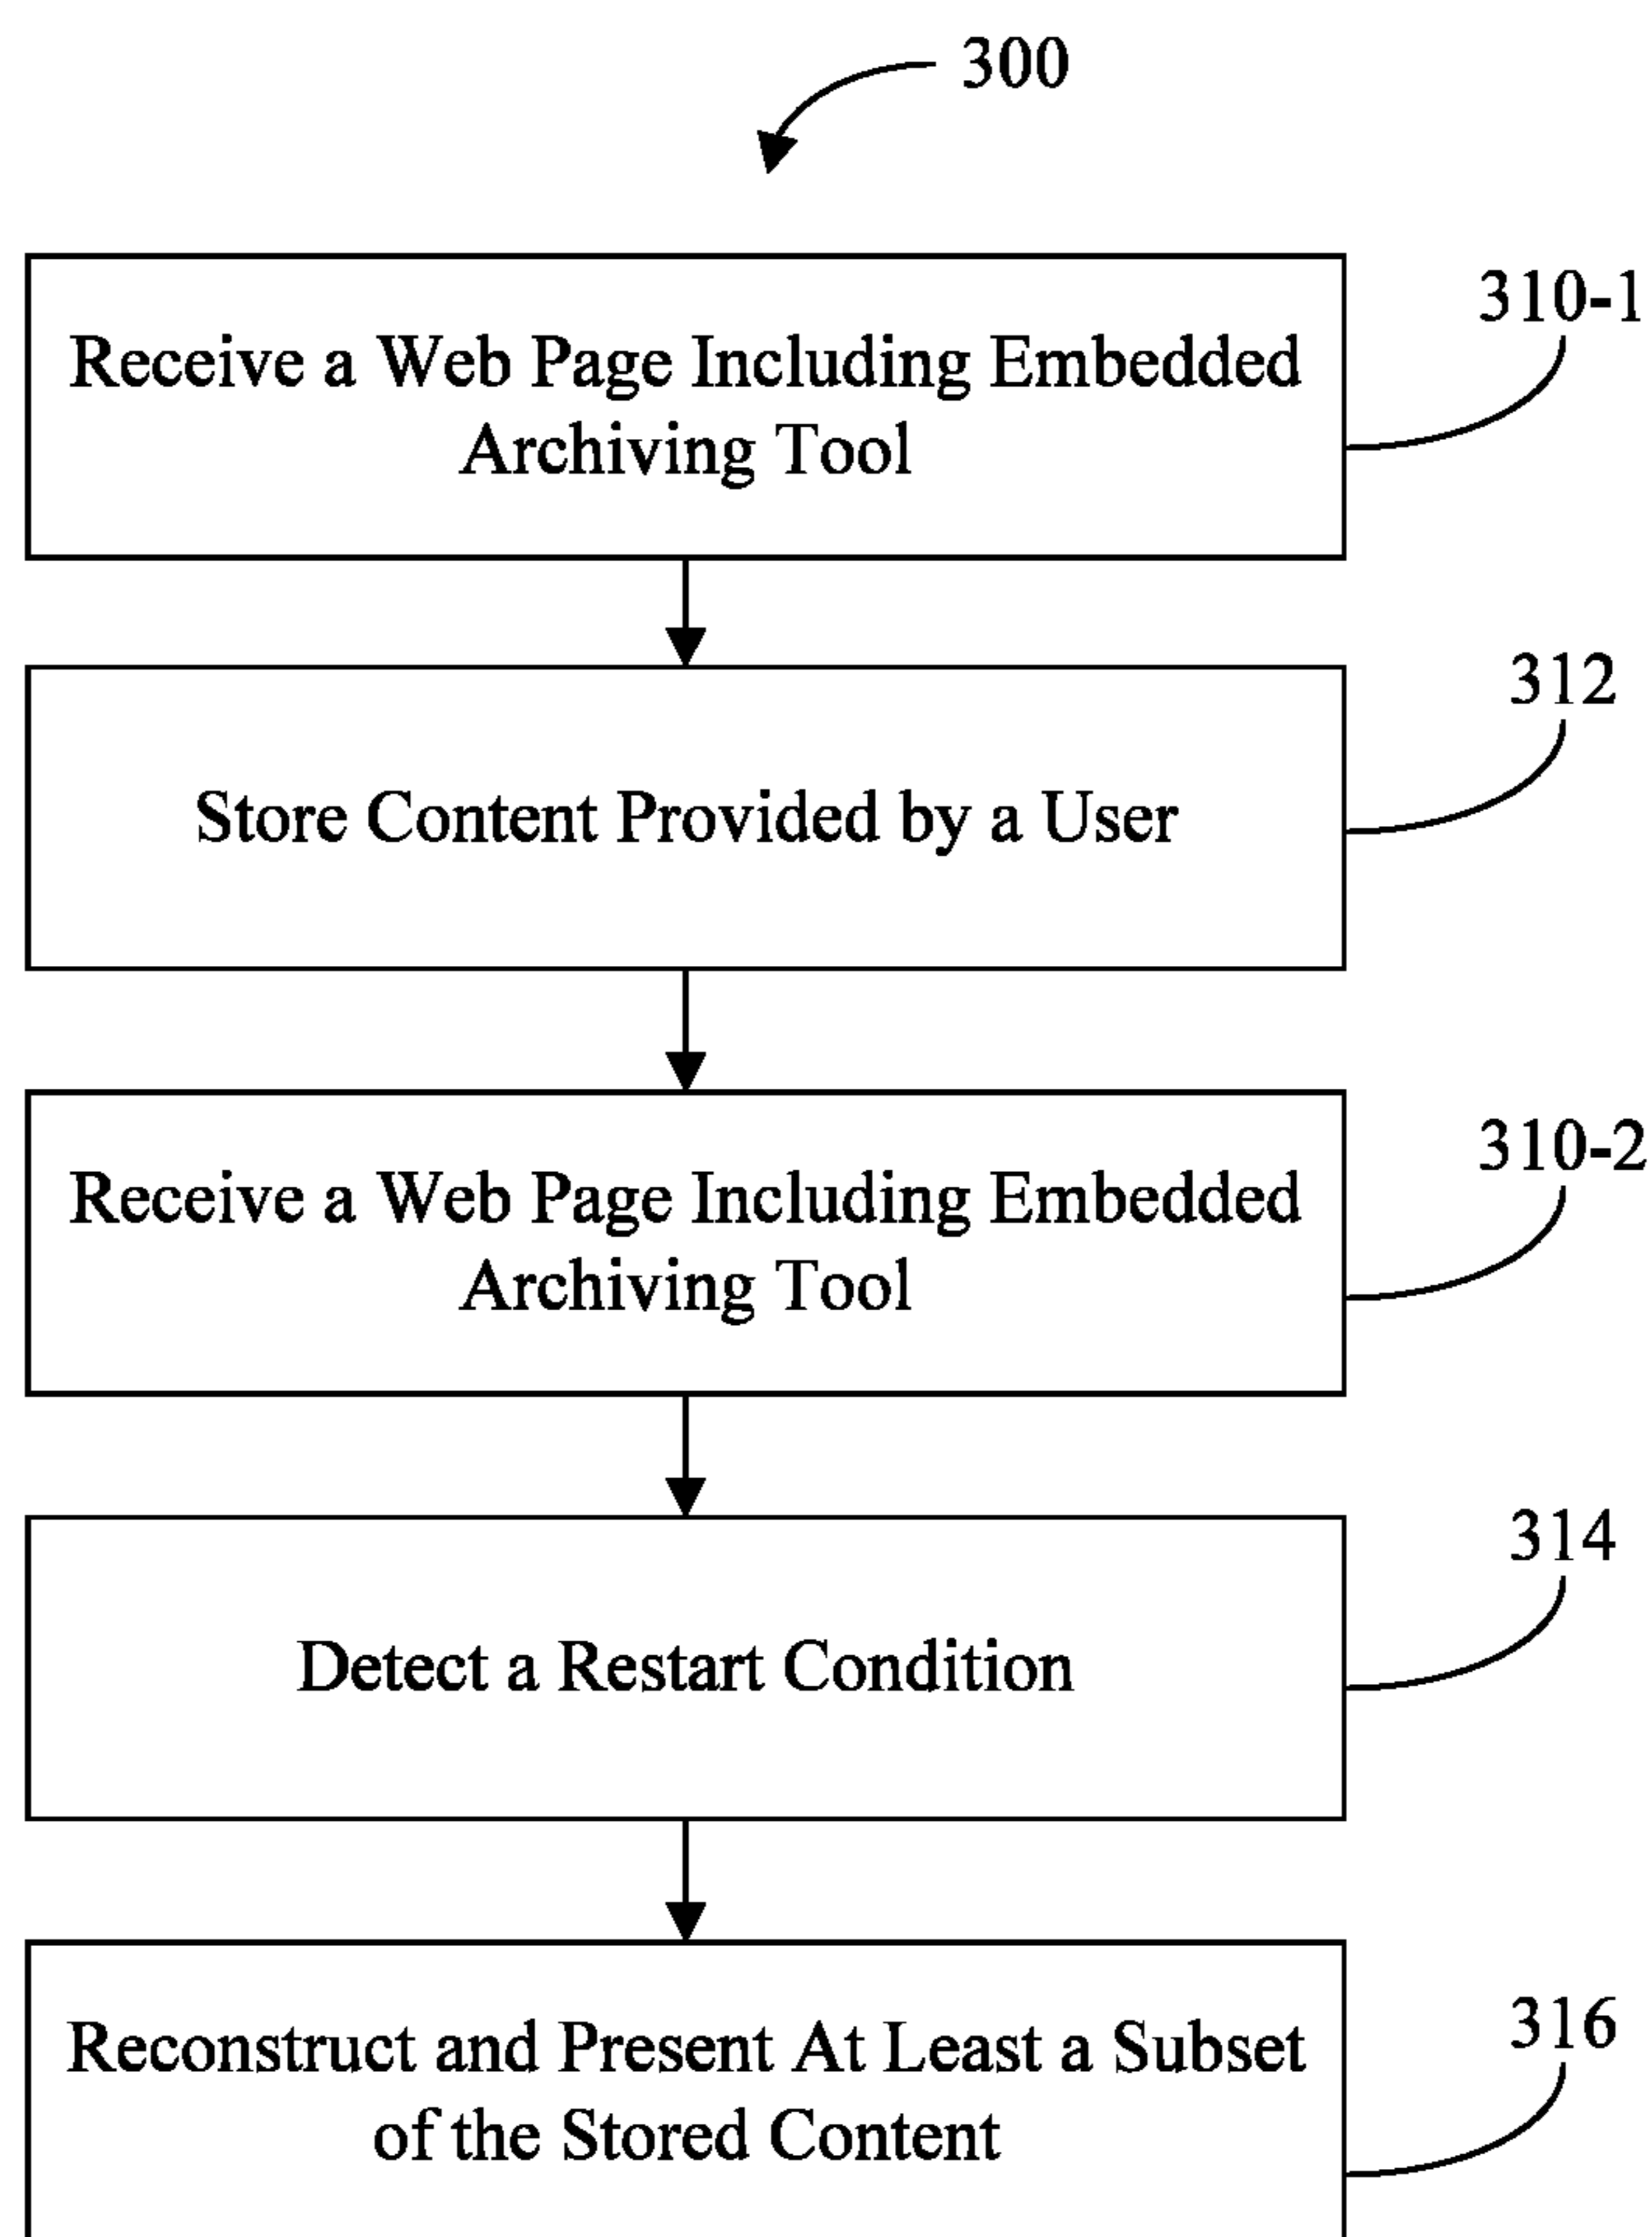 300
310-1
Receive a Web Page Including Embedded
Archiving Tool
312
Store Content Provided by a User
310-2
Receive a Web Page Including Embedded
Archiving Tool
314
Detect a Restart Condition
316
Reconstruct and Present At Least a Subset
of the Stored Content